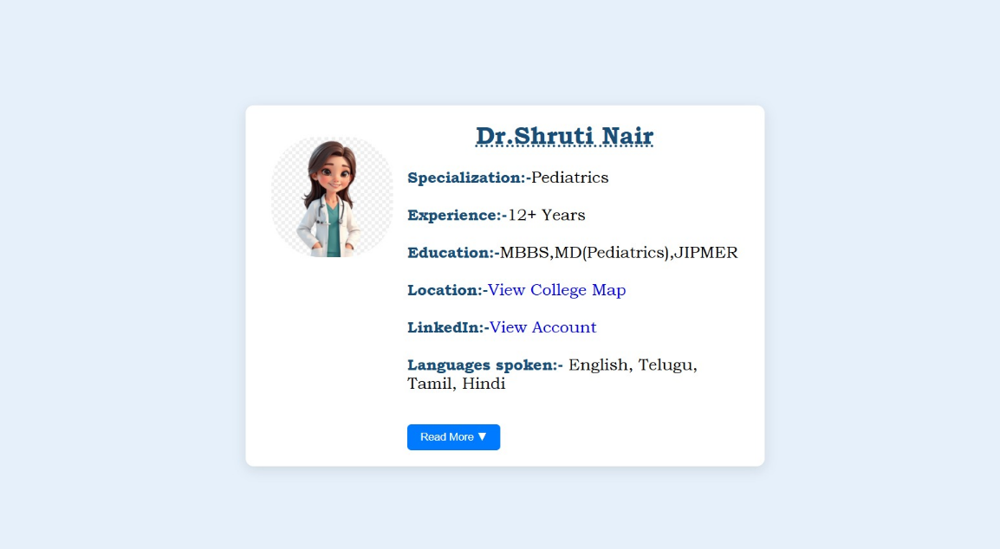 Dr.Shruti Nair
Specialization:-Pediatrics
Experience:-12+ Years
Education:-MBBS,MD(Pediatrics),JIPMER
Location:-View College Map
LinkedIn:-View Account
Languages spoken:- English, Telugu,
Tamil, Hindi
Read More ▼